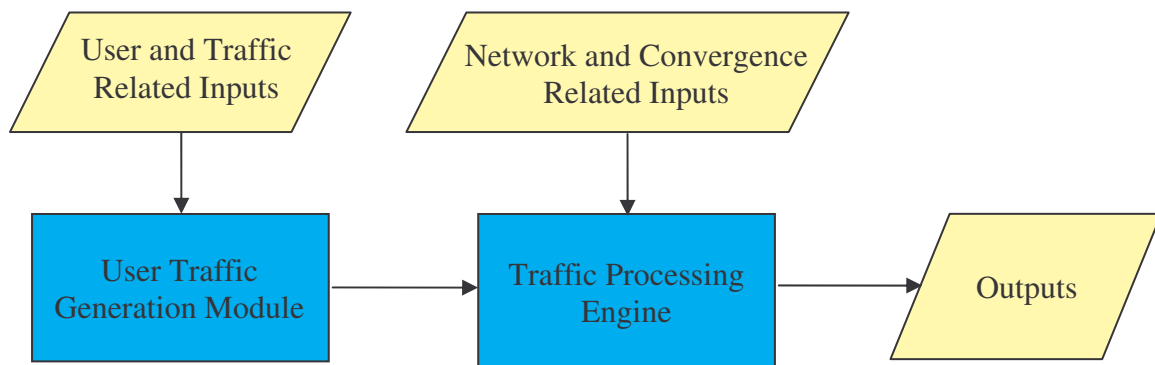 User and Traffic
Related Inputs
Network and Convergence
Related Inputs
User Traffic
Generation Module
Traffic Processing
Engine
Outputs